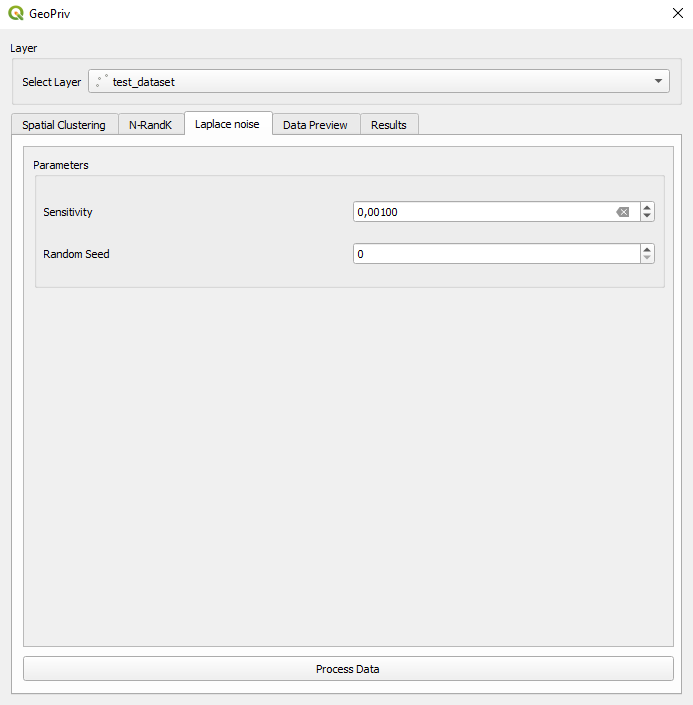 GeoPriv
Layer
Select Layer test_dataset
Spatial Clustering N-RandK Laplace noise Data Preview Results
Parameters
Sensitivity 0,00100
Random Seed 0
Process Data